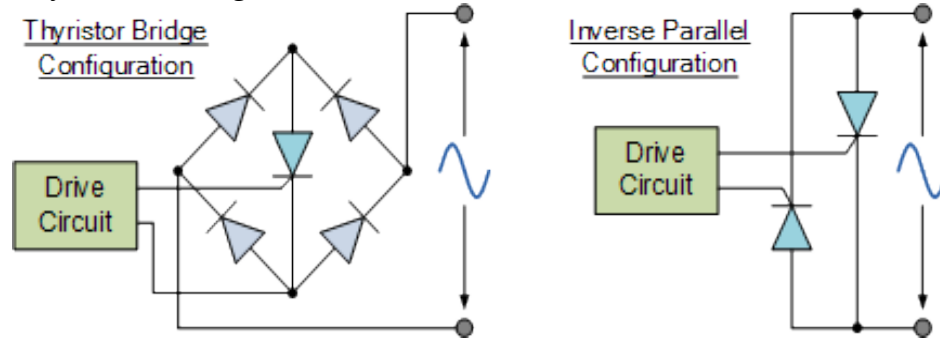 Thyristor Bridge
Configuration
Drive
Circuit
Inverse Parallel
Configuration
Drive
Circuit